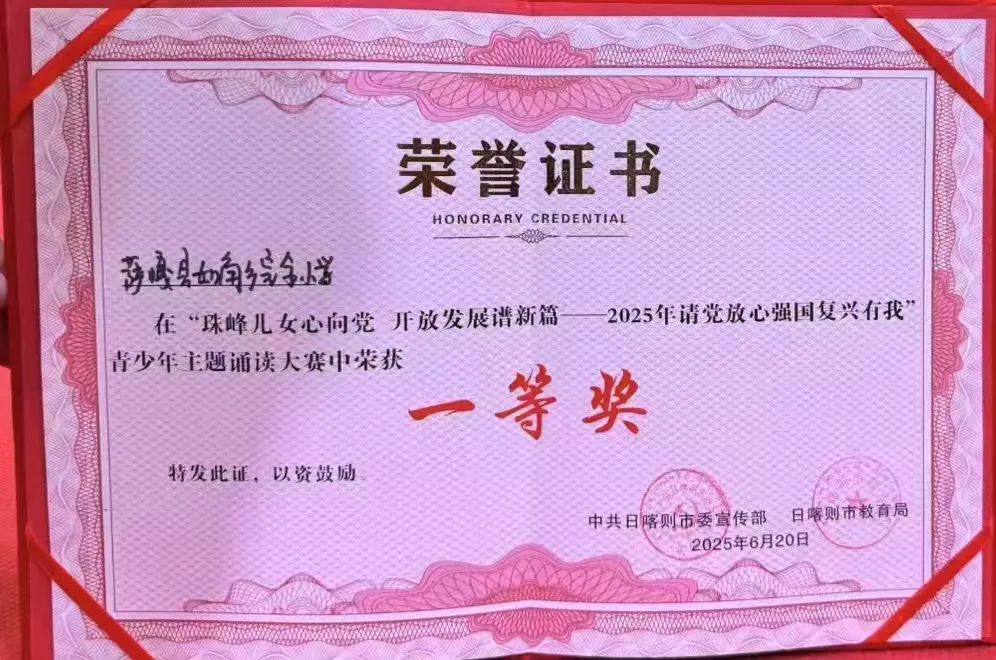 荣誉证书
HONORARY CREDENTIAL
萨嘎县如角乡完全小学
在“珠峰儿女心向党 开放发展谱新篇——2025年请党放心强国复兴有我”
青少年主题诵读大赛中荣获
一等奖
特发此证，以资鼓励。
中共日喀则市委宣传部 日喀则市教育局
2025年6月20日